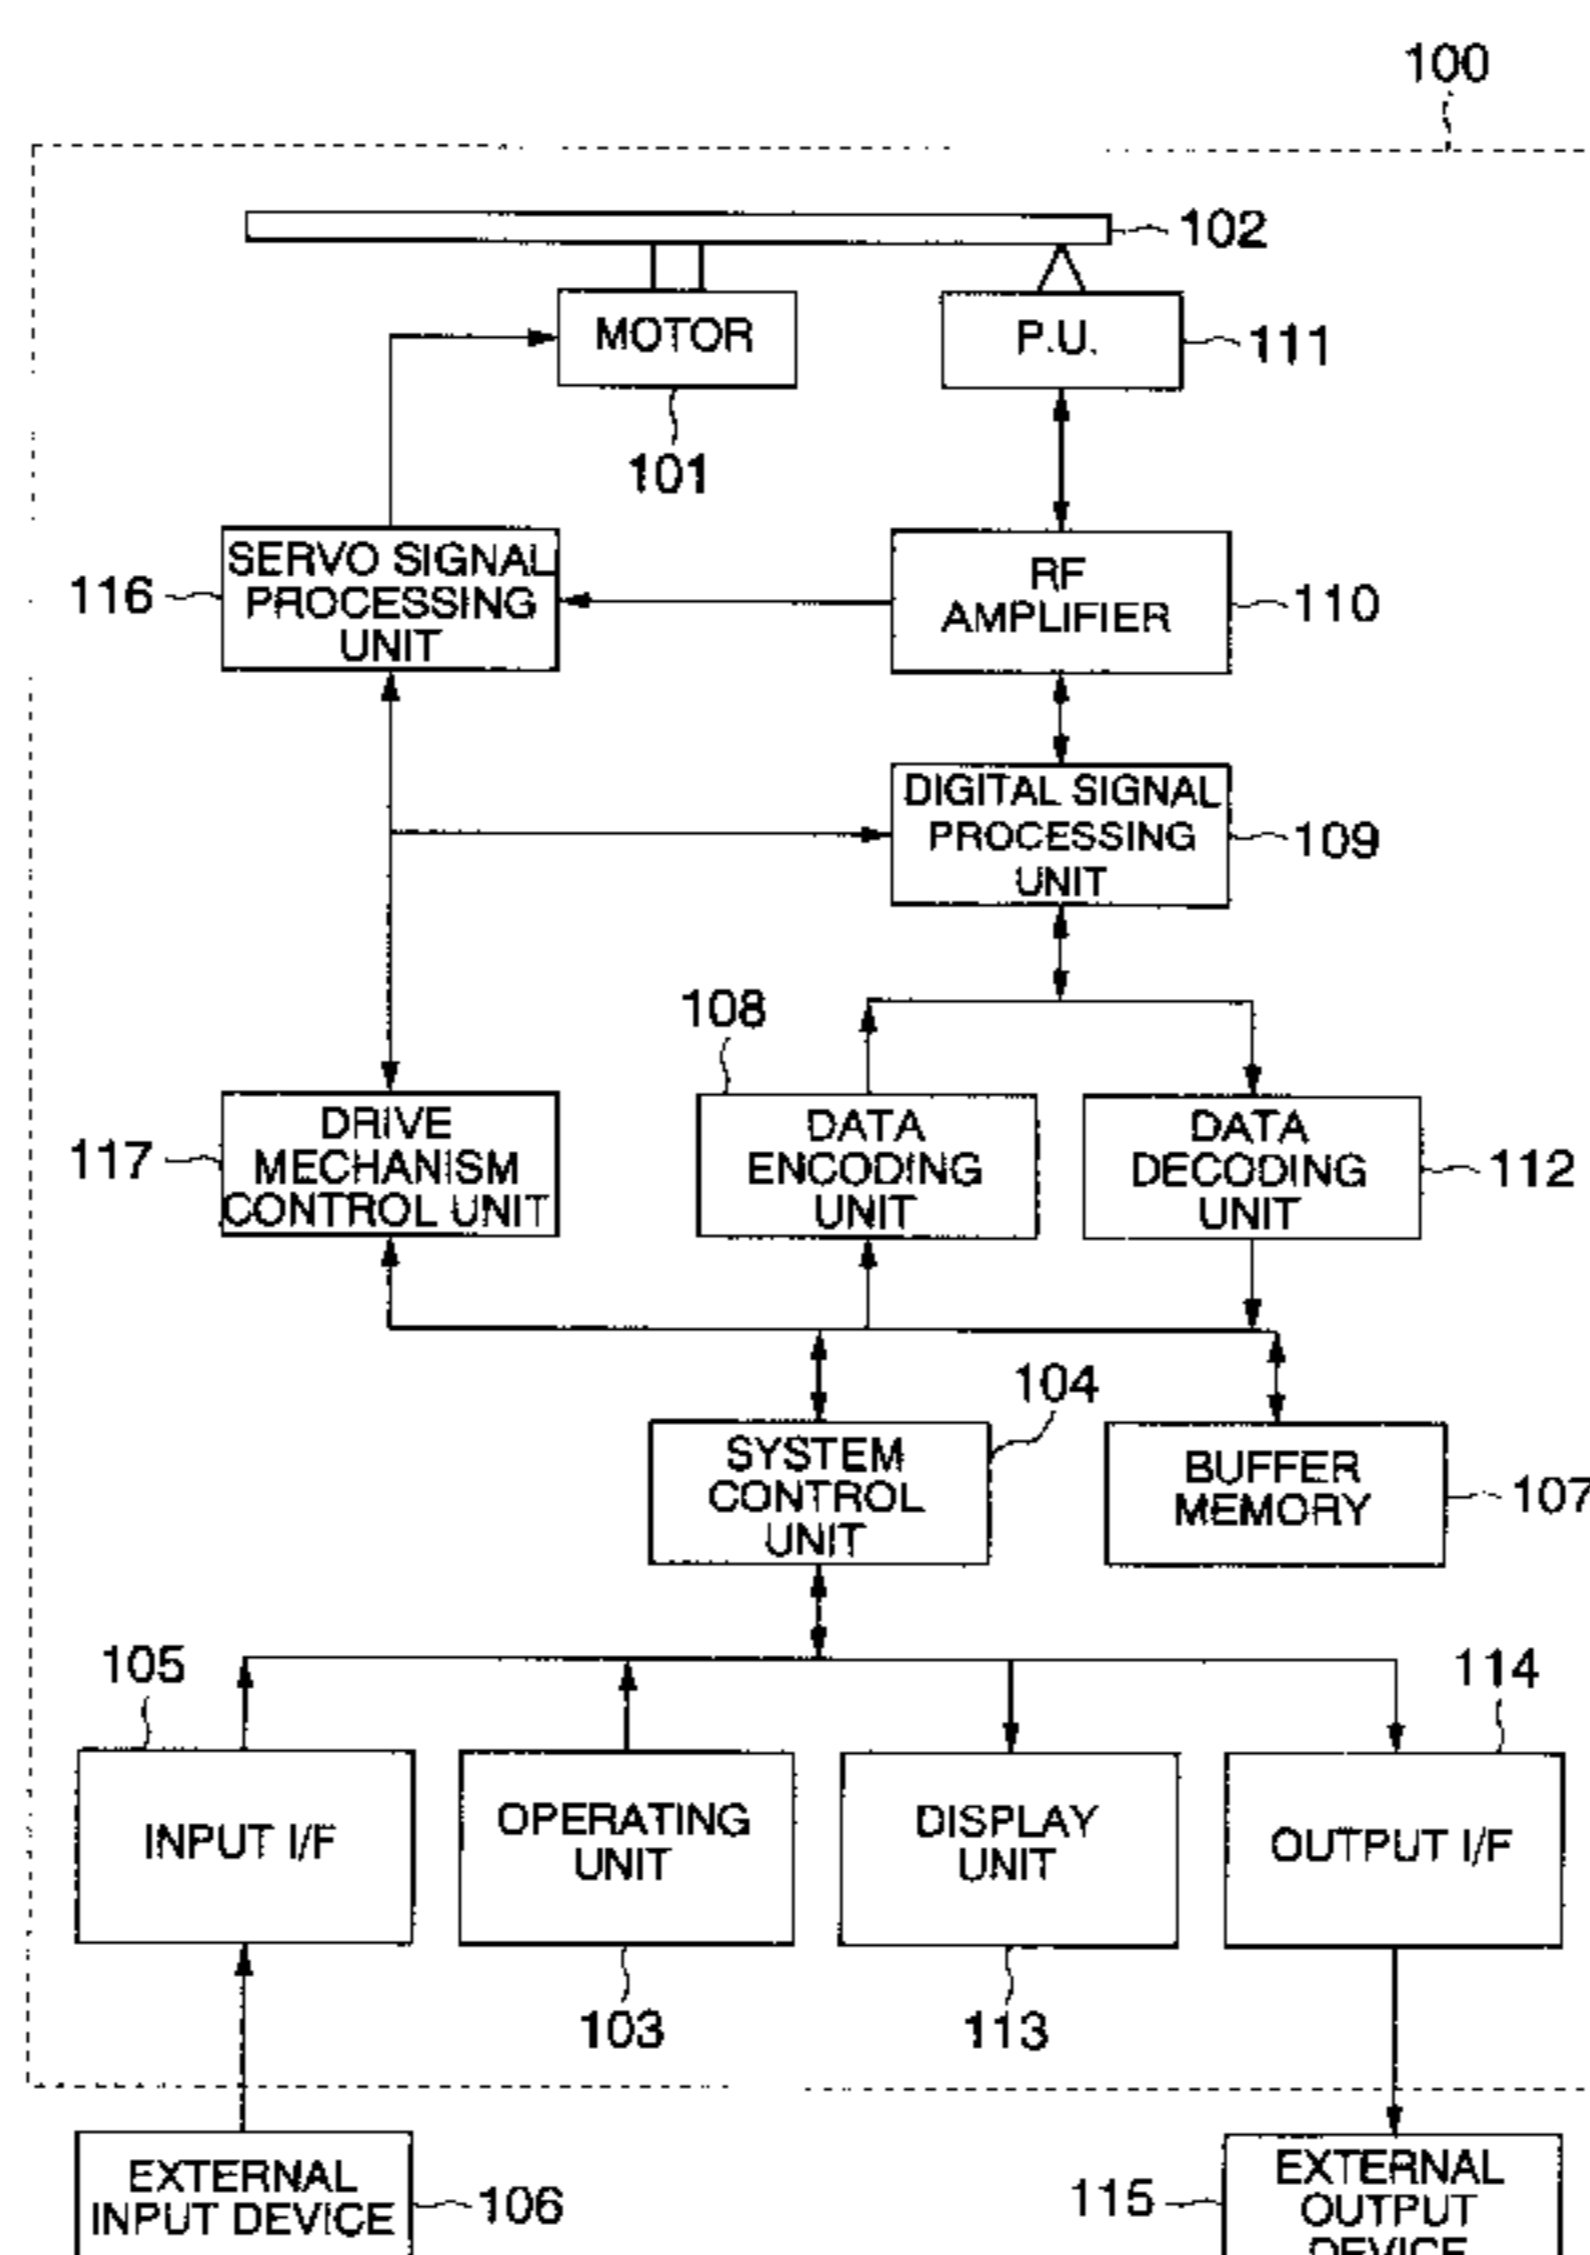 100
102
MOTOR
P.U.
111
101
SERVO SIGNAL
PROCESSING
UNIT
116
RF
AMPLIFIER
110
DIGITAL SIGNAL
PROCESSING
UNIT
109
108
DRIVE
MECHANISM
CONTROL UNIT
117
DATA
ENCODING
UNIT
DATA
DECODING
UNIT
112
104
SYSTEM
CONTROL
UNIT
BUFFER
MEMORY
107
105
114
INPUT I/F
OPERATING
UNIT
DISPLAY
UNIT
OUTPUT I/F
103
113
EXTERNAL
INPUT DEVICE
106
115
EXTERNAL
OUTPUT
DEVICE